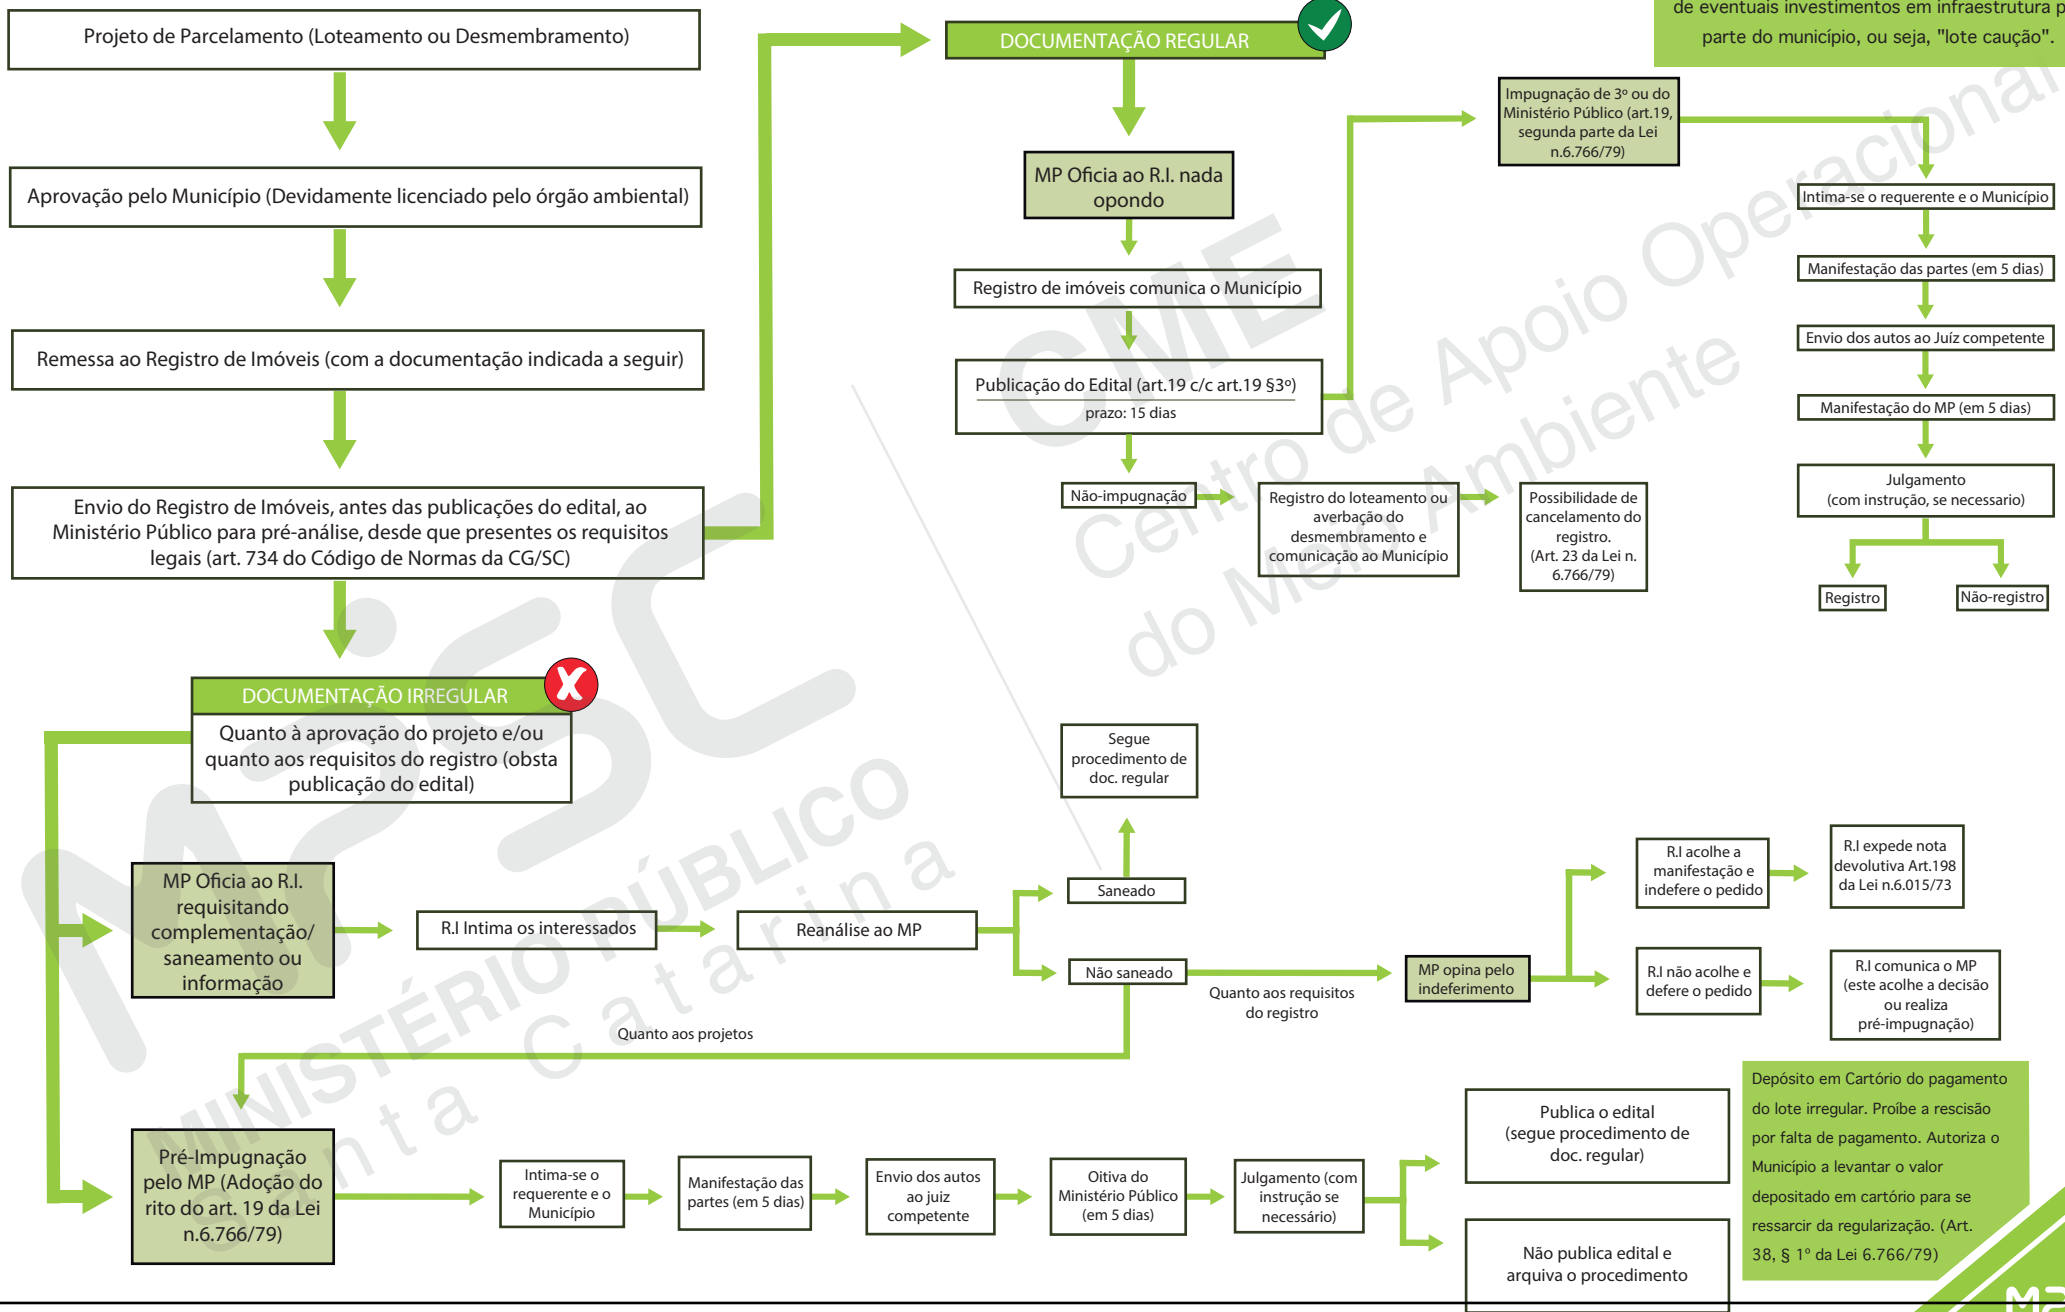 Projeto de Parcelamento (Loteamento ou Desmembramento)
Aprovação pelo Município (Devidamente licenciado pelo órgão ambiental)
Remessa ao Registro de Imóveis (com a documentação indicada a seguir)
Envio do Registro de Imóveis, antes das publicações do edital, ao
Ministério Público para pré-análise, desde que presentes os requisitos
legais (art. 734 do Código de Normas da CG/SC)
DOCUMENTAÇÃO REGULAR
MP Oficia ao R.I. nada
opondo
Registro de imóveis comunica o Município
Publicação do Edital (art.19 c/c art.19 §3º)
prazo: 15 dias
Não-impugnação
Registro do loteamento ou
averbação do
desmembramento e
comunicação ao Município
Possibilidade de
cancelamento do
registro.
(Art. 23 da Lei n.
6.766/79)
de eventuais investimentos em infraestrutura p
parte do município, ou seja, "lote caução".
Impugnação de 3º ou do
Ministério Público (art.19,
segunda parte da Lei
n.6.766/79)
Intima-se o requerente e o Município
Manifestação das partes (em 5 dias)
Envio dos autos ao Juíz competente
Manifestação do MP (em 5 dias)
Julgamento
(com instrução, se necessario)
Registro
Não-registro
DOCUMENTAÇÃO IRREGULAR
Quanto à aprovação do projeto e/ou
quanto aos requisitos do registro (obsta
publicação do edital)
MP Oficia ao R.I.
requisitando
complementação/
saneamento ou
informação
R.I Intima os interessados
Reanálise ao MP
Saneado
Segue
procedimento de
doc. regular
Não saneado
Quanto aos requisitos
do registro
Quanto aos projetos
MP opina pelo
indeferimento
R.I acolhe a
manifestação e
indefere o pedido
R.I expede nota
devolutiva Art.198
da Lei n.6.015/73
R.I não acolhe e
defere o pedido
R.I comunica o MP
(este acolhe a decisão
ou realiza
pré-impugnação)
Pré-Impugnação
pelo MP (Adoção do
rito do art. 19 da Lei
n.6.766/79)
Intima-se o
requerente e o
Município
Manifestação das
partes (em 5 dias)
Envio dos autos
ao juiz
competente
Oitiva do
Ministério Público
(em 5 dias)
Julgamento (com
instrução se
necessário)
Publica o edital
(segue procedimento de
doc. regular)
Não publica edital e
arquiva o procedimento
Depósito em Cartório do pagamento
do lote irregular. Proíbe a rescisão
por falta de pagamento. Autoriza o
Município a levantar o valor
depositado em cartório para se
ressarcir da regularização. (Art.
38, § 1º da Lei 6.766/79)
MPSC
MINISTÉRIO PÚBLICO
Santa Catarina
CME
Centro de Apoio Operacional
do Meio Ambiente